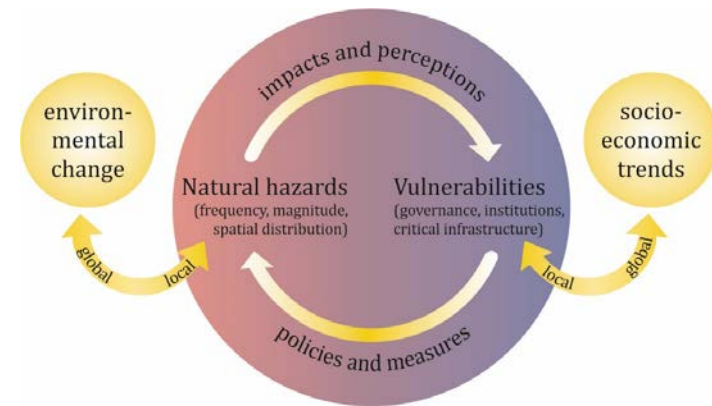 impacts and perceptions
environ-
mental
change
socio-
economic
trends
Natural hazards
(frequency, magnitude,
spatial distribution)
Vulnerabilities
(governance, institutions,
critical infrastructure)
global
local
local
global
policies and measures